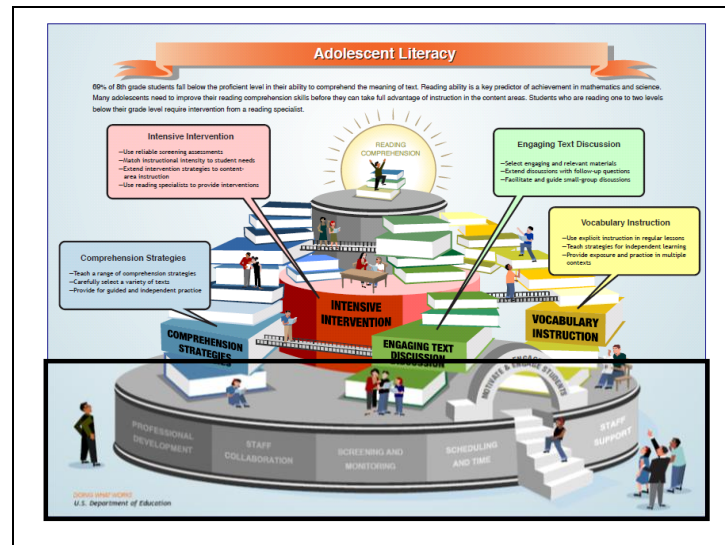 Adolescent Literacy
69% of 8th grade students fall below the proficient level in their ability to comprehend the meaning of text. Reading ability is a key predictor of achievement in mathematics and science.
Many adolescents need to improve their reading comprehension skills before they can take full advantage of instruction in the content areas. Students who are reading one to two levels
below their grade level require intervention from a reading specialist.
Intensive Intervention
—Use reliable screening assessments
—Match instructional intensity to student needs
—Extend intervention strategies to content-
area instruction
—Use reading specialists to provide interventions
READING
COMPREHENSION
Engaging Text Discussion
—Select engaging and relevant materials
—Extend discussions with follow-up questions
—Facilitate and guide small-group discussions
Vocabulary Instruction
—Use explicit instruction in regular lessons
—Teach strategies for independent learning
—Provide exposure and practice in multiple
contexts
Comprehension Strategies
—Teach a range of comprehension strategies
—Carefully select a variety of texts
—Provide for guided and independent practice
INTENSIVE
INTERVENTION
COMPREHENSION
STRATEGIES
ENGAGING TEXT
DISCUSSION
VOCABULARY
INSTRUCTION
MOTIVATE & ENGAGE STUDENTS
PROFESSIONAL
DEVELOPMENT
STAFF
COLLABORATION
SCREENING AND
MONITORING
SCHEDULING
AND TIME
STAFF
SUPPORT
DOING WHAT WORKS
U.S. Department of Education